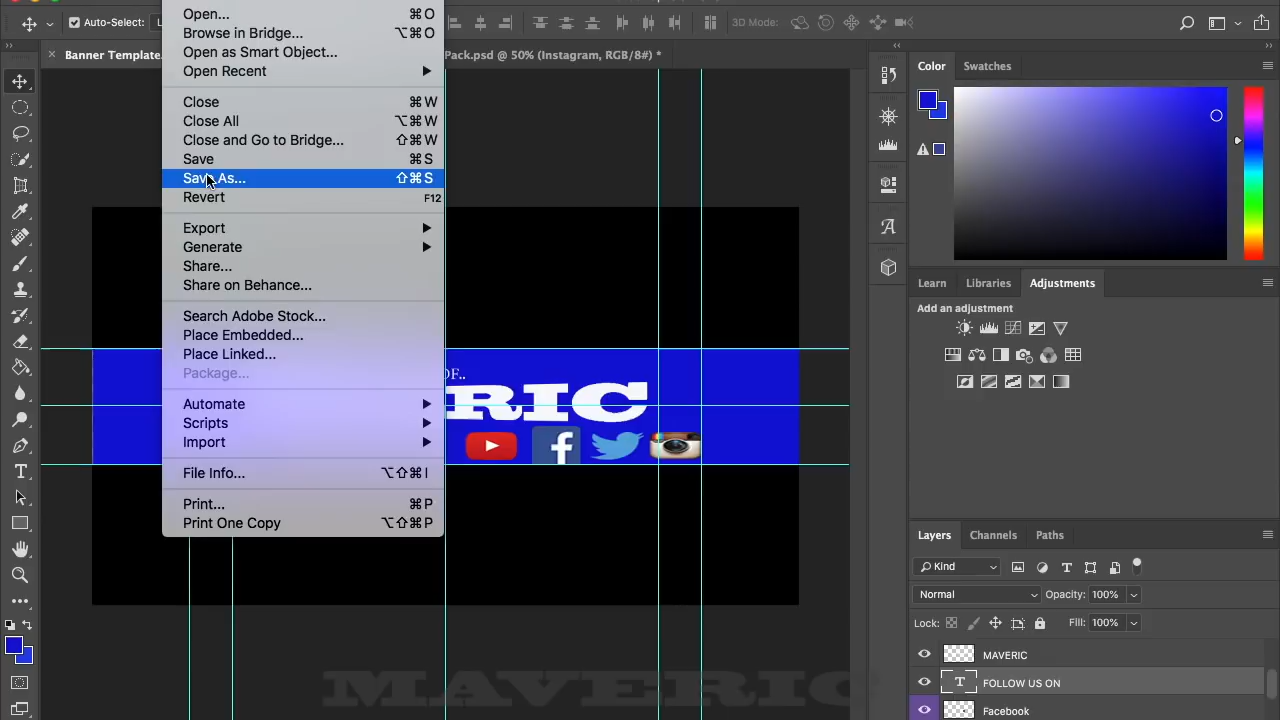 Auto-Select:
3D Mode:
Banner Template.
Pack.psd @ 50% (Instagram, RGB/8#) *
Open... ⌘O
Browse in Bridge... ⌥⌘O
Open as Smart Object...
Open Recent
Close ⌘W
Close All ⌥⌘W
Close and Go to Bridge... ⇧⌘W
Save ⌘S
Save As... ⇧⌘S
Revert F12
Export
Generate
Share...
Share on Behance...
Search Adobe Stock...
Place Embedded...
Place Linked...
Package...
Automate
Scripts
Import
File Info... ⌥⇧⌘I
Print... ⌘P
Print One Copy ⌥⇧⌘P
OF..
RIC
MAVERIC
Color Swatches
Learn Libraries Adjustments
Add an adjustment
Layers Channels Paths
Kind
Normal Opacity: 100%
Lock: Fill: 100%
MAVERIC
FOLLOW US ON
Facebook